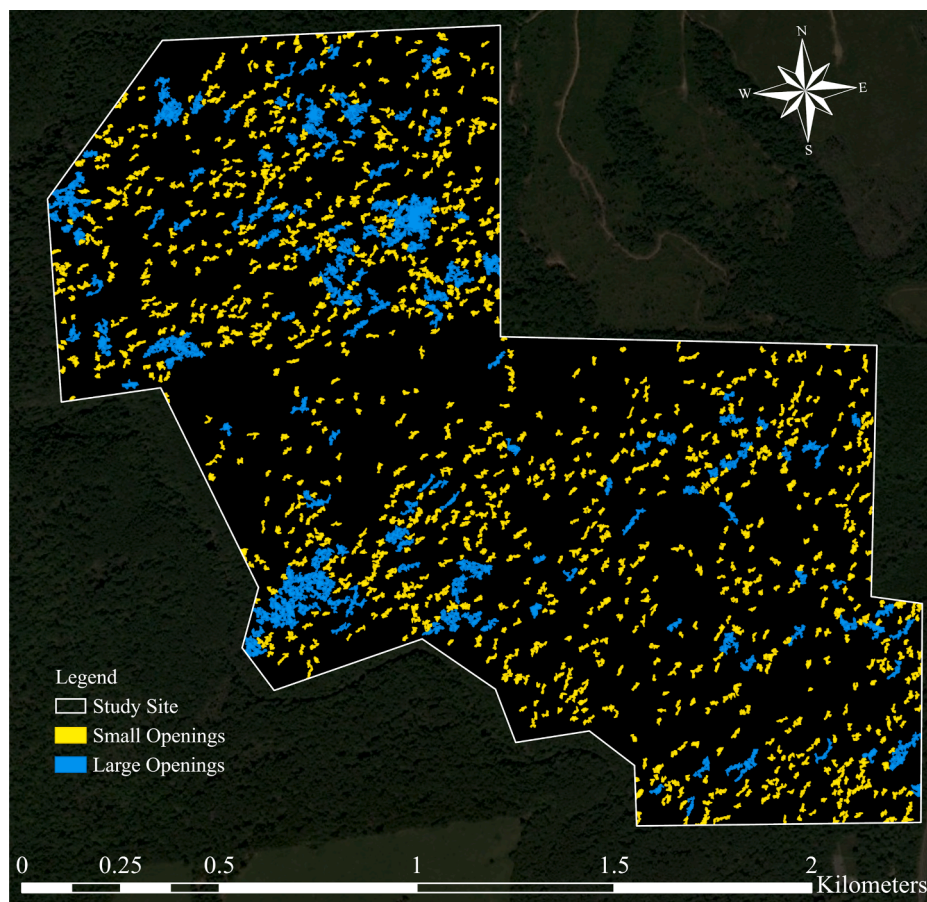 N
W E
S
Legend
Study Site
Small Openings
Large Openings
0 0.25 0.5 1 1.5 2
Kilometers